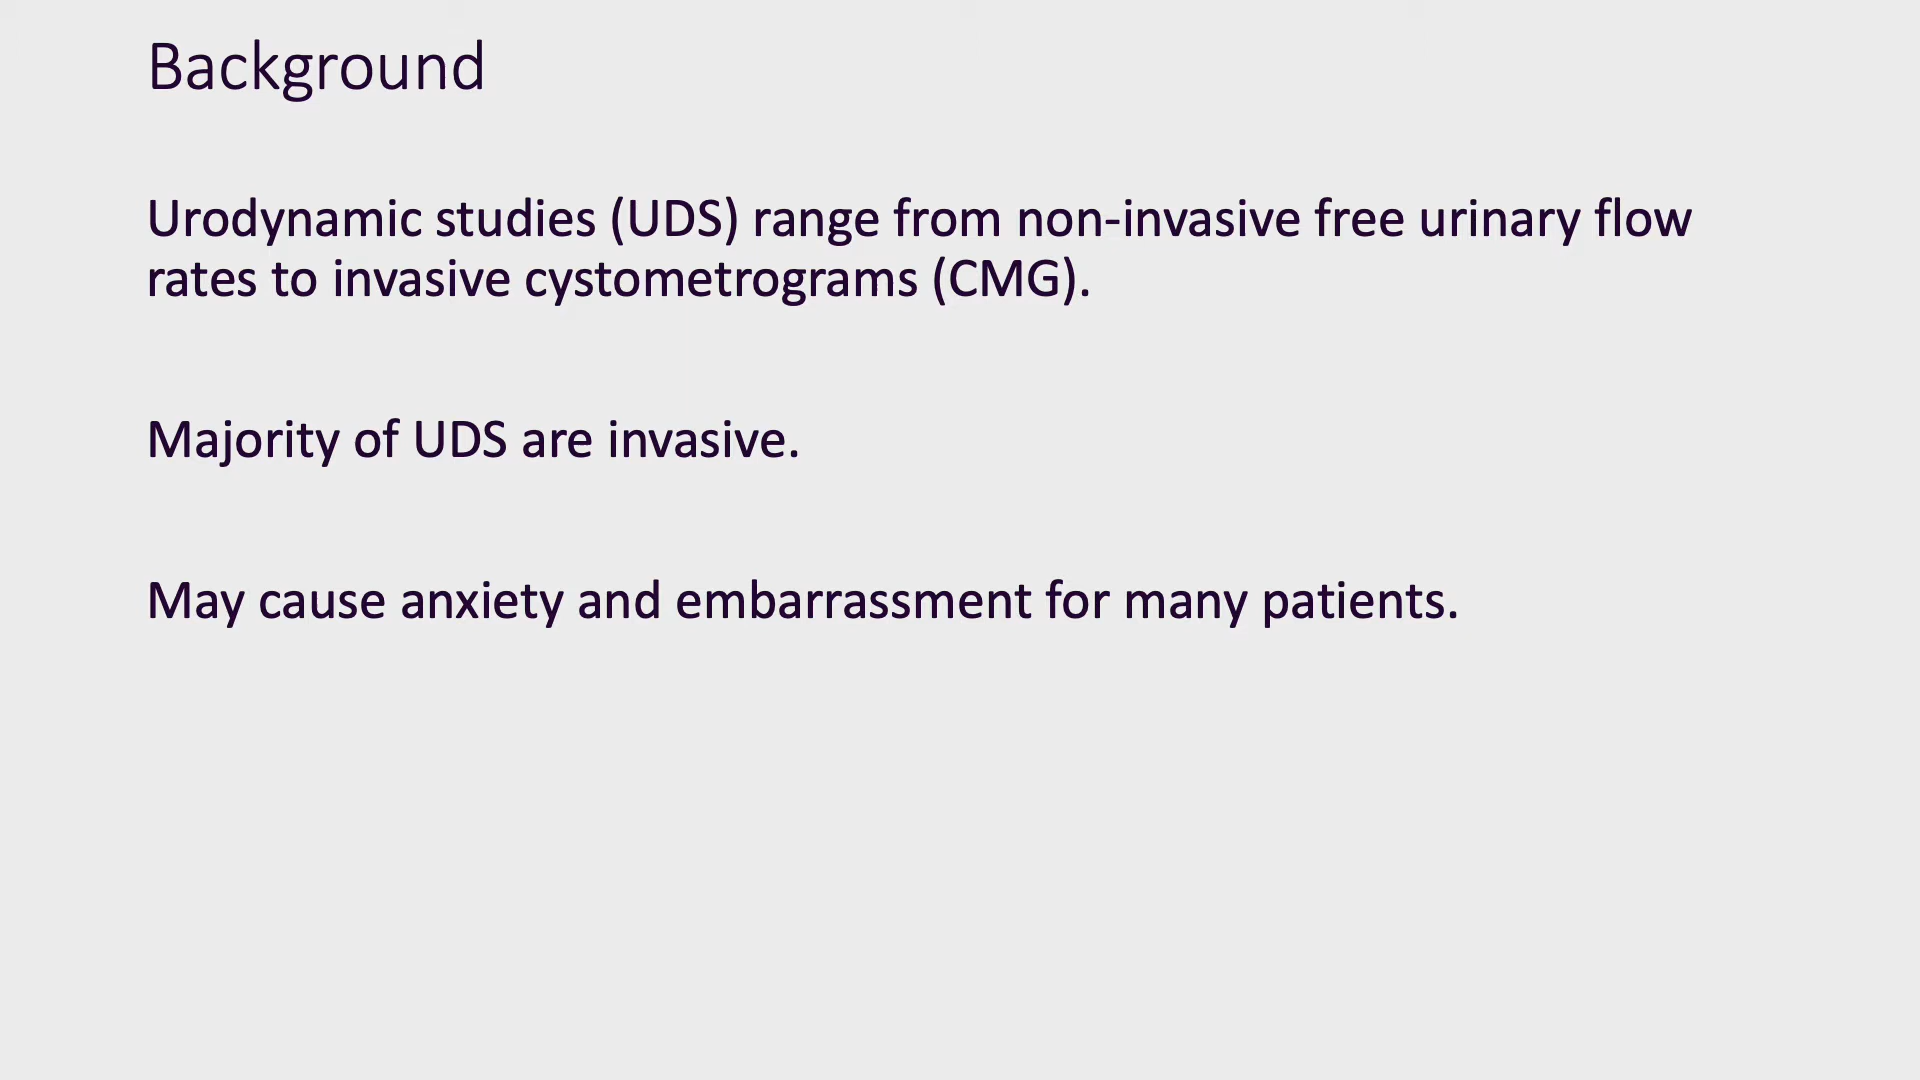 Background
Urodynamic studies (UDS) range from non-invasive free urinary flow
rates to invasive cystometrograms (CMG).
Majority of UDS are invasive.
May cause anxiety and embarrassment for many patients.